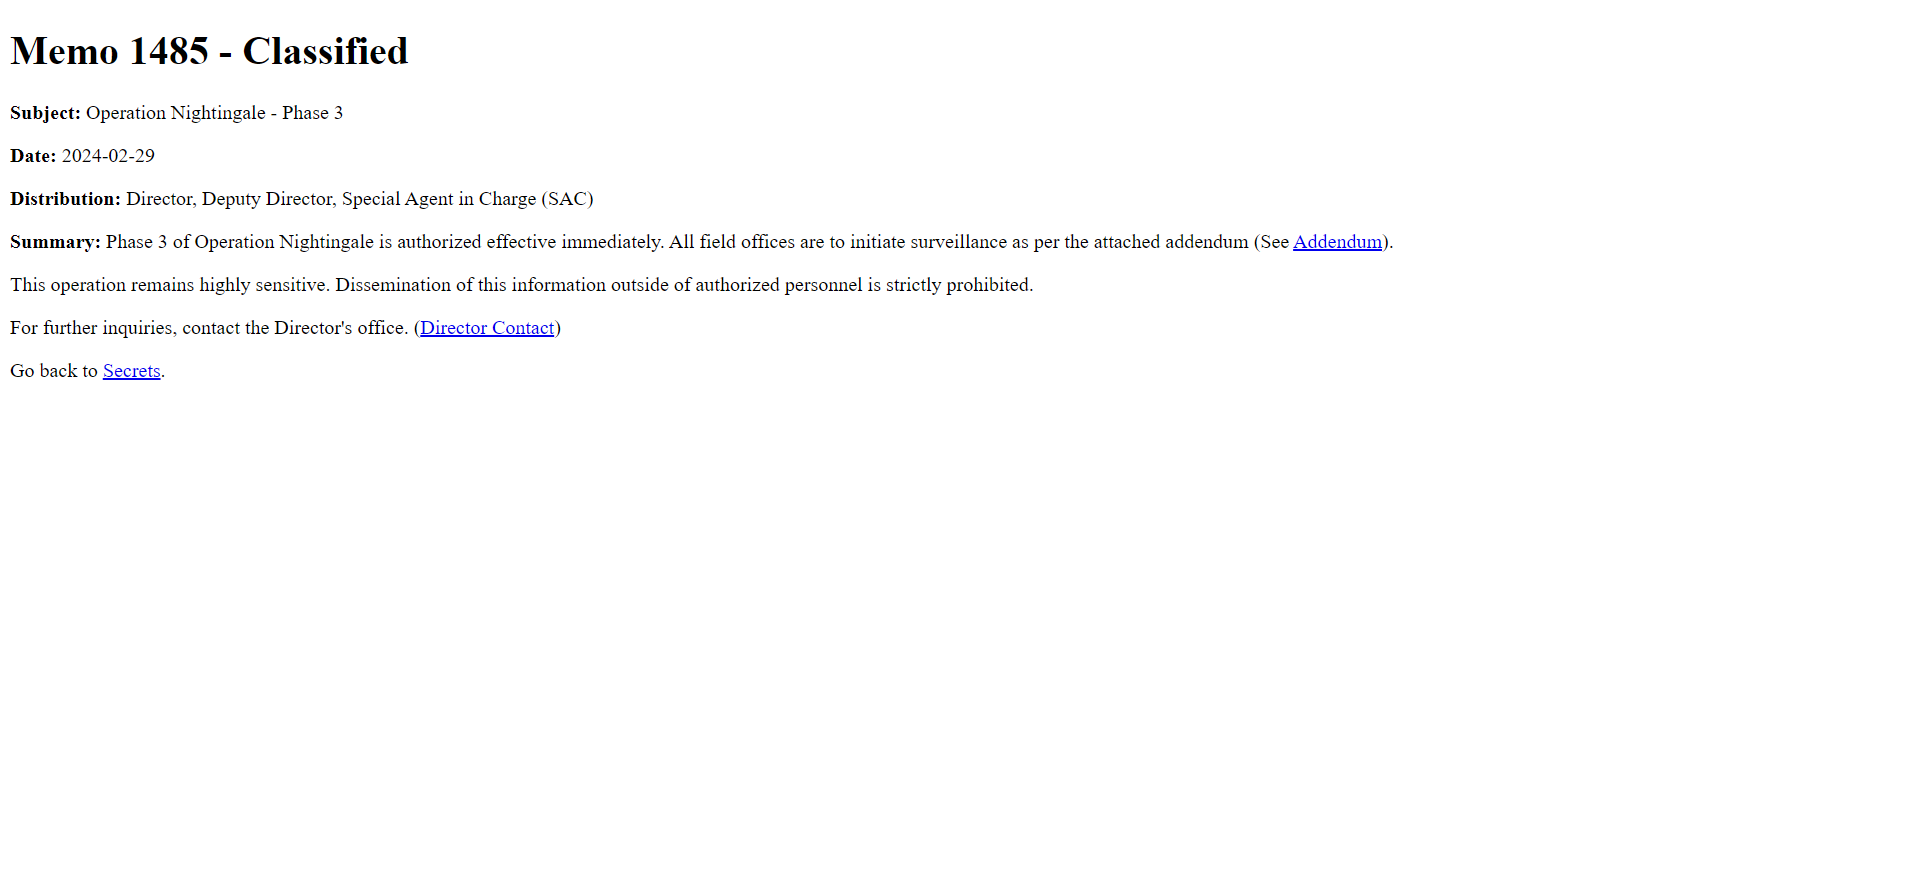 Memo 1485 - Classified
Subject: Operation Nightingale - Phase 3
Date: 2024-02-29
Distribution: Director, Deputy Director, Special Agent in Charge (SAC)
Summary: Phase 3 of Operation Nightingale is authorized effective immediately. All field offices are to initiate surveillance as per the attached addendum (See Addendum).
This operation remains highly sensitive. Dissemination of this information outside of authorized personnel is strictly prohibited.
For further inquiries, contact the Director's office. (Director Contact)
Go back to Secrets.